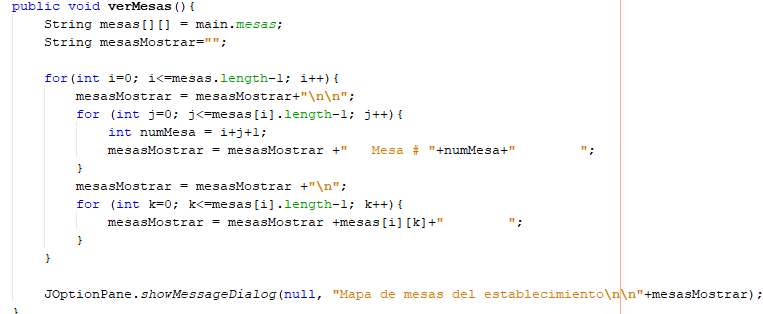 public void verMesas(){
    String mesas[][] = main.mesas;
    String mesasMostrar="";

    for(int i=0; i<=mesas.length-1; i++){
        mesasMostrar = mesasMostrar+"\n\n";
        for (int j=0; j<=mesas[i].length-1; j++){
            int numMesa = i+j+1;
            mesasMostrar = mesasMostrar +"   Mesa # "+numMesa+"        ";
        }
        mesasMostrar = mesasMostrar +"\n";
        for (int k=0; k<=mesas[i].length-1; k++){
            mesasMostrar = mesasMostrar +mesas[i][k]+"        ";
        }
    }

    JOptionPane.showMessageDialog(null, "Mapa de mesas del establecimiento\n\n"+mesasMostrar);
}